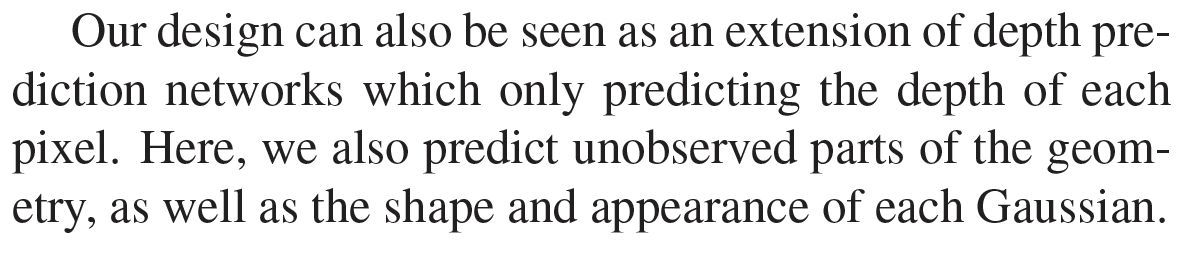 Our design can also be seen as an extension of depth pre-
diction networks which only predicting the depth of each
pixel. Here, we also predict unobserved parts of the geom-
etry, as well as the shape and appearance of each Gaussian.